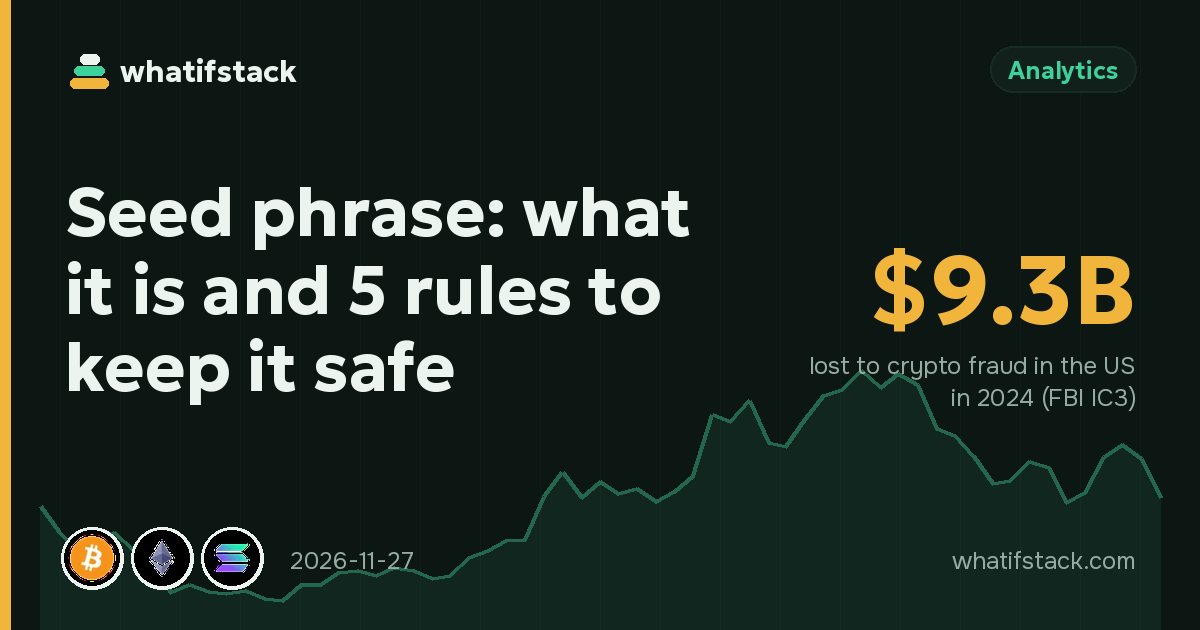 whatifstack
Analytics
Seed phrase: what
it is and 5 rules to
keep it safe
$9.3B
lost to crypto fraud in the US
in 2024 (FBI IC3)
2026-11-27
whatifstack.com